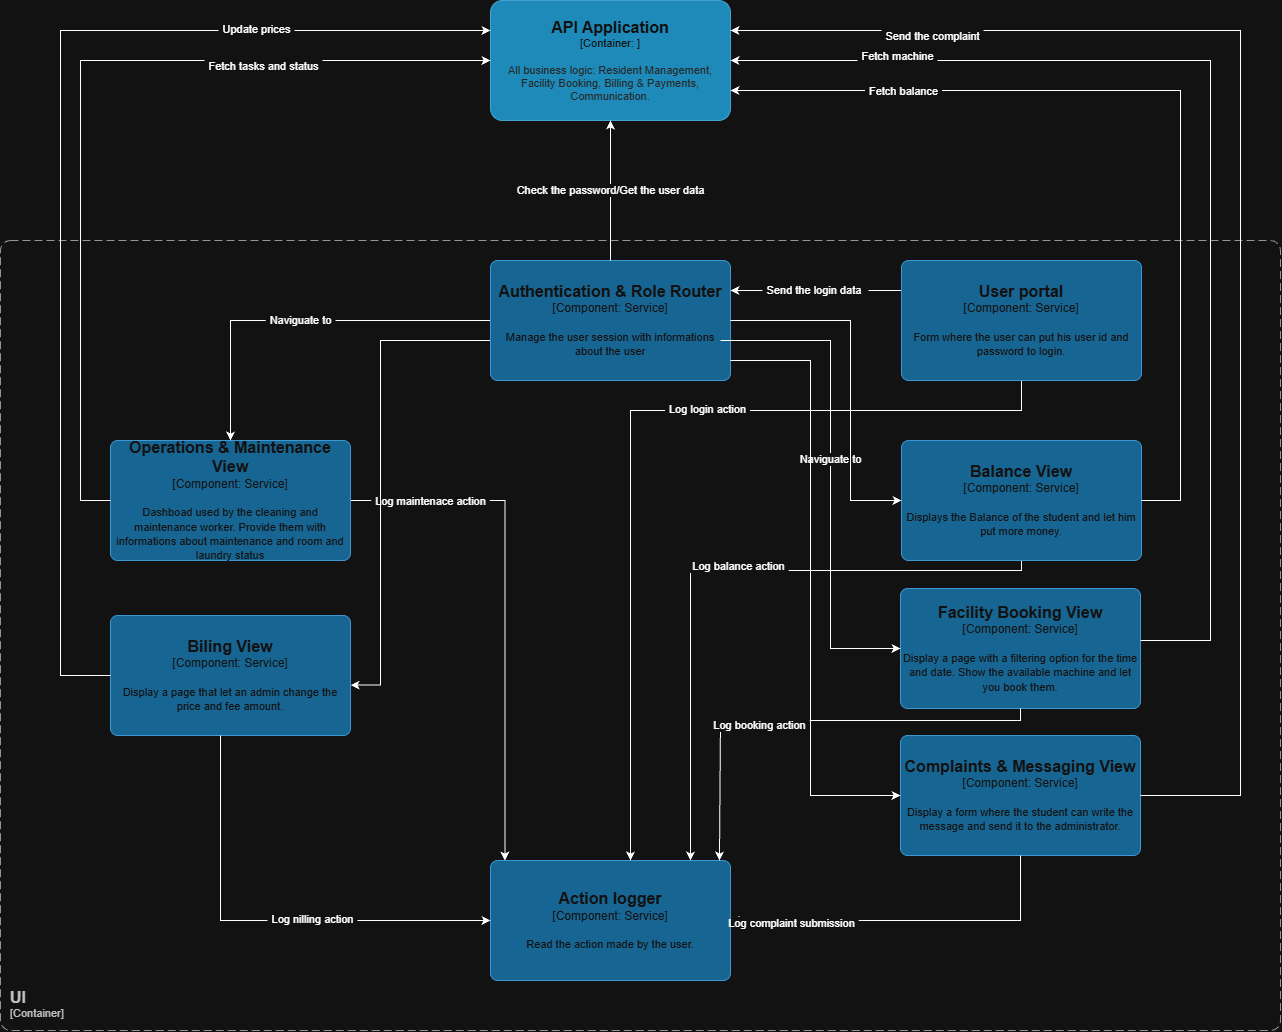 API Application
[Container: ]
All business logic: Resident Management,
Facility Booking, Billing & Payments,
Communication.
Update prices
Fetch tasks and status
Send the complaint
Fetch machine
Fetch balance
Check the password/Get the user data
Authentication & Role Router
[Component: Service]
Manage the user session with informations
about the user
Send the login data
User portal
[Component: Service]
Form where the user can put his user id and
password to login.
Naviguate to
Log login action
Operations & Maintenance
View
[Component: Service]
Dashboad used by the cleaning and
maintenance worker. Provide them with
informations about maintenance and room and
laundry status
Log maintenace action
Naviguate to
Balance View
[Component: Service]
Displays the Balance of the student and let him
put more money.
Log balance action
Biling View
[Component: Service]
Display a page that let an admin change the
price and fee amount.
Facility Booking View
[Component: Service]
Display a page with a filtering option for the time
and date. Show the available machine and let
you book them.
Log booking action
Complaints & Messaging View
[Component: Service]
Display a form where the student can write the
message and send it to the administrator.
Log nilling action
Action logger
[Component: Service]
Read the action made by the user.
Log complaint submission
UI
[Container]